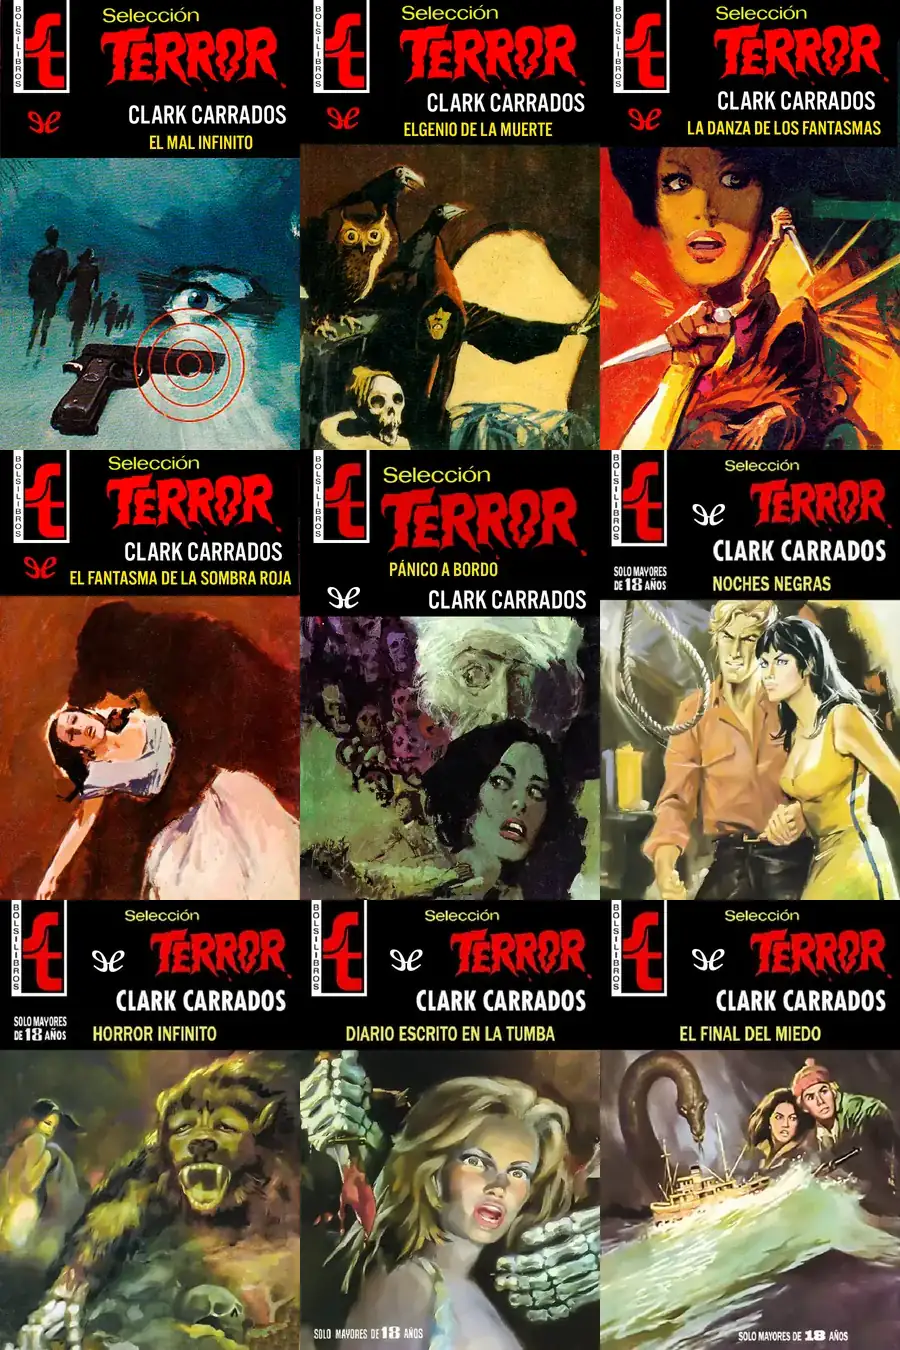 BOLSILIBROS
Selección
TERROR
CLARK CARRADOS
EL MAL INFINITO
BOLSILIBROS
Selección
TERROR
CLARK CARRADOS
ELGENIO DE LA MUERTE
BOLSILIBROS
Selección
TERROR
CLARK CARRADOS
LA DANZA DE LOS FANTASMAS
BOLSILIBROS
Selección
TERROR
CLARK CARRADOS
EL FANTASMA DE LA SOMBRA ROJA
BOLSILIBROS
Selección
TERROR
PÁNICO A BORDO
CLARK CARRADOS
BOLSILIBROS
Selección
TERROR
CLARK CARRADOS
SOLO MAYORES
DE 18 AÑOS
NOCHES NEGRAS
BOLSILIBROS
Selección
TERROR
CLARK CARRADOS
SOLO MAYORES
DE 18 AÑOS
HORROR INFINITO
BOLSILIBROS
Selección
TERROR
CLARK CARRADOS
DIARIO ESCRITO EN LA TUMBA
SOLO MAYORES DE 18 AÑOS
BOLSILIBROS
Selección
TERROR
CLARK CARRADOS
EL FINAL DEL MIEDO
SOLO MAYORES DE 18 AÑOS